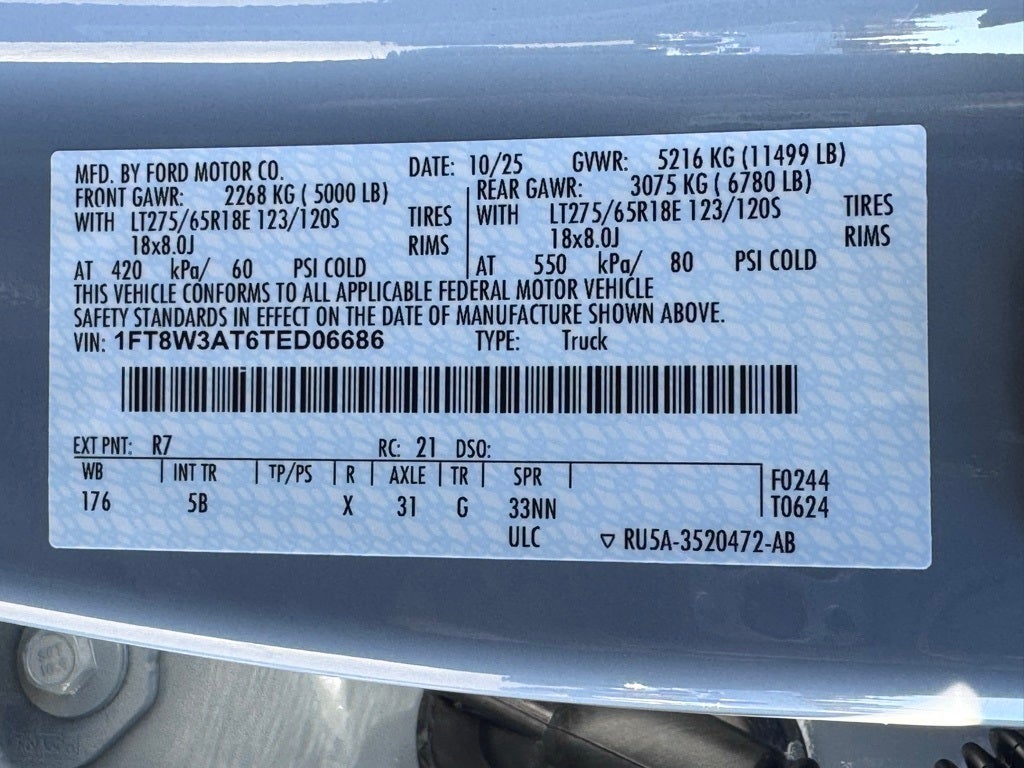 MFD. BY FORD MOTOR CO. DATE: 10/25 GVWR: 5216 KG (11499 LB)
FRONT GAWR: 2268 KG ( 5000 LB) REAR GAWR: 3075 KG ( 6780 LB)
WITH LT275/65R18E 123/120S TIRES WITH LT275/65R18E 123/120S TIRES
18x8.0J RIMS 18x8.0J RIMS
AT 420 kPa/ 60 PSI COLD AT 550 kPa/ 80 PSI COLD
THIS VEHICLE CONFORMS TO ALL APPLICABLE FEDERAL MOTOR VEHICLE
SAFETY STANDARDS IN EFFECT ON THE DATE OF MANUFACTURE SHOWN ABOVE.
VIN: 1FT8W3AT6TED06686 TYPE: Truck
EXT PNT: R7 RC: 21 DSO:
WB INT TR TP/PS R AXLE TR SPR F0244
176 5B X 31 G 33NN T0624
ULC ▽ RU5A-3520472-AB